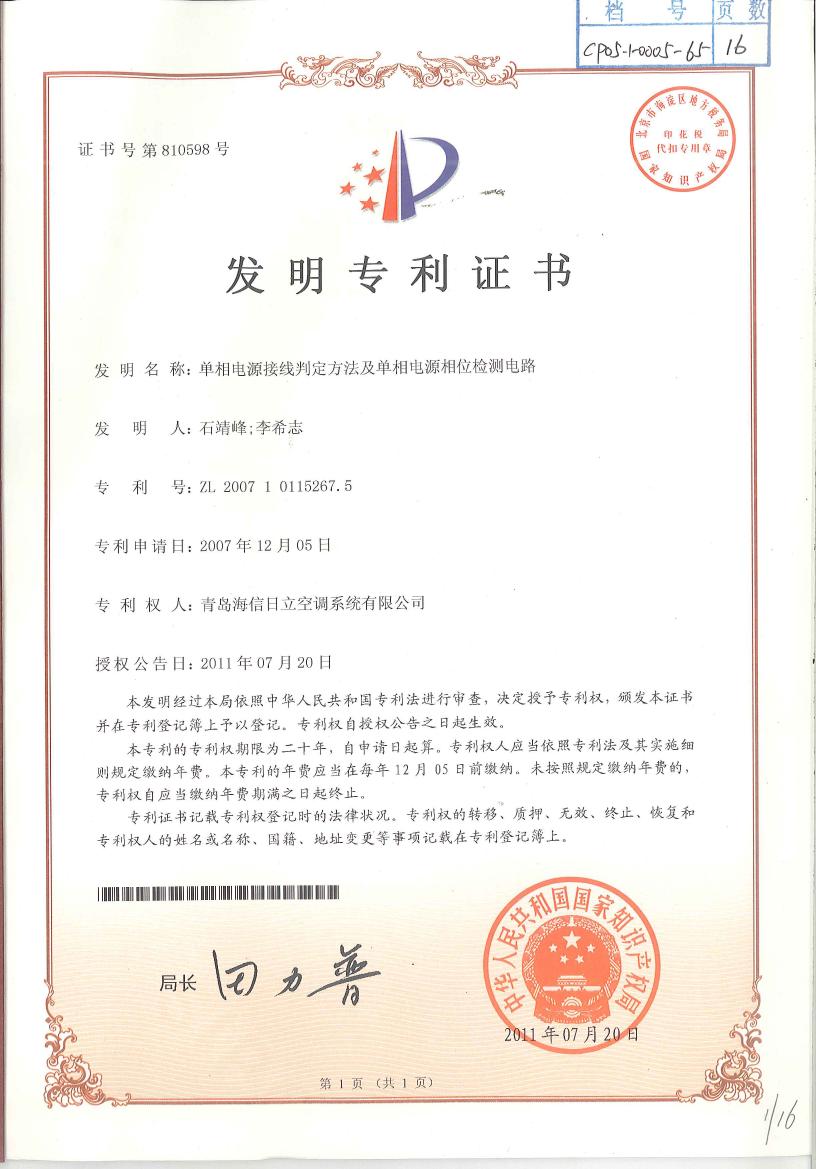 档 号 页 数
CP05-1-0005-65 16
证书号第810598号
北京市海淀区地方税务局
印花税
代扣专用章
国家知识产权局
发明专利证书
发明名称：单相电源接线判定方法及单相电源相位检测电路
发明人：石靖峰;李希志
专利号：ZL 2007 1 0115267.5
专利申请日：2007年12月05日
专利权人：青岛海信日立空调系统有限公司
授权公告日：2011年07月20日
本发明经过本局依照中华人民共和国专利法进行审查，决定授予专利权，颁发本证书
并在专利登记簿上予以登记。专利权自授权公告之日起生效。
本专利的专利权期限为二十年，自申请日起算。专利权人应当依照专利法及其实施细
则规定缴纳年费。本专利的年费应当在每年12月05日前缴纳。未按照规定缴纳年费的，
专利权自应当缴纳年费期满之日起终止。
专利证书记载专利权登记时的法律状况。专利权的转移、质押、无效、终止、恢复和
专利权人的姓名或名称、国籍、地址变更等事项记载在专利登记簿上。
局长 田力普
中华人民共和国国家知识产权局
2011年07月20日
第1页（共1页）
1/16